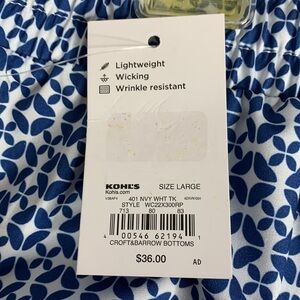 Lightweight
Wicking
Wrinkle resistant
KOHL'S SIZE LARGE
Kohls.com
401 NVY WHT TK
STYLE WC22X300RP
713 80 83
4 00546 62194 1
CROFT&BARROW BOTTOMS
$36.00 AD